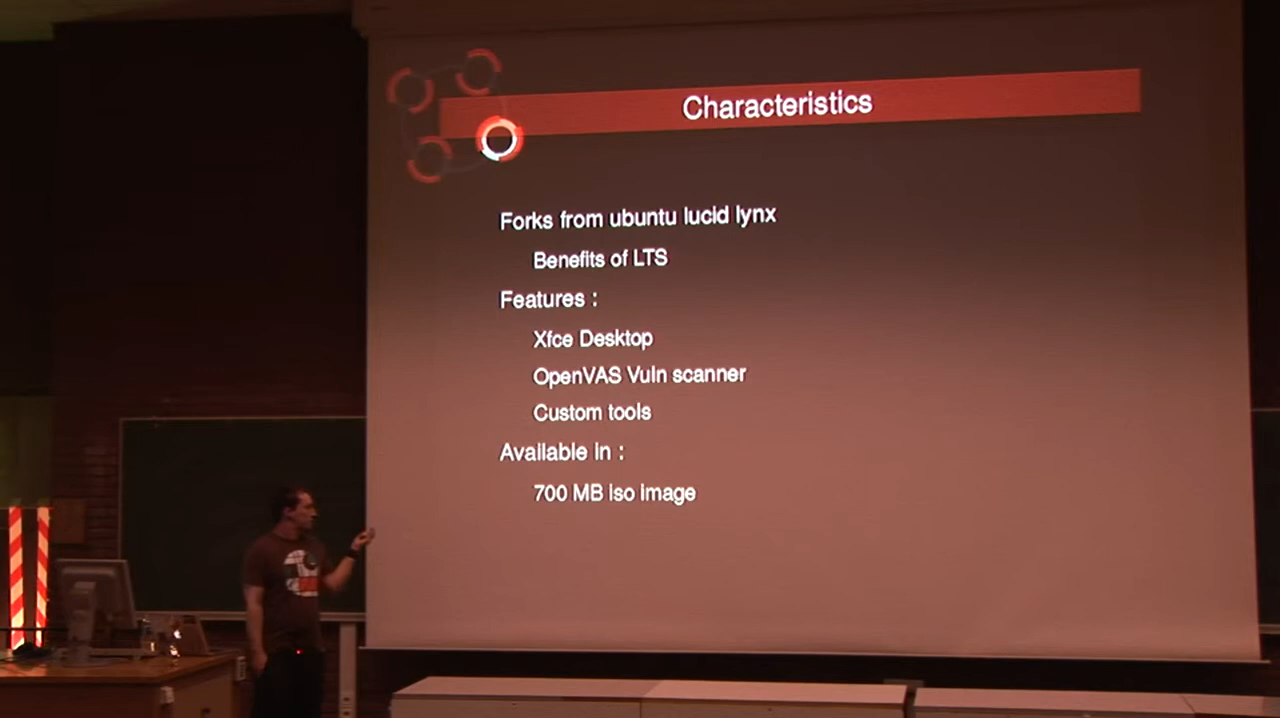 Characteristics
Forks from ubuntu lucid lynx
Benefits of LTS
Features :
Xfce Desktop
OpenVAS Vuln scanner
Custom tools
Available in :
700 MB iso image